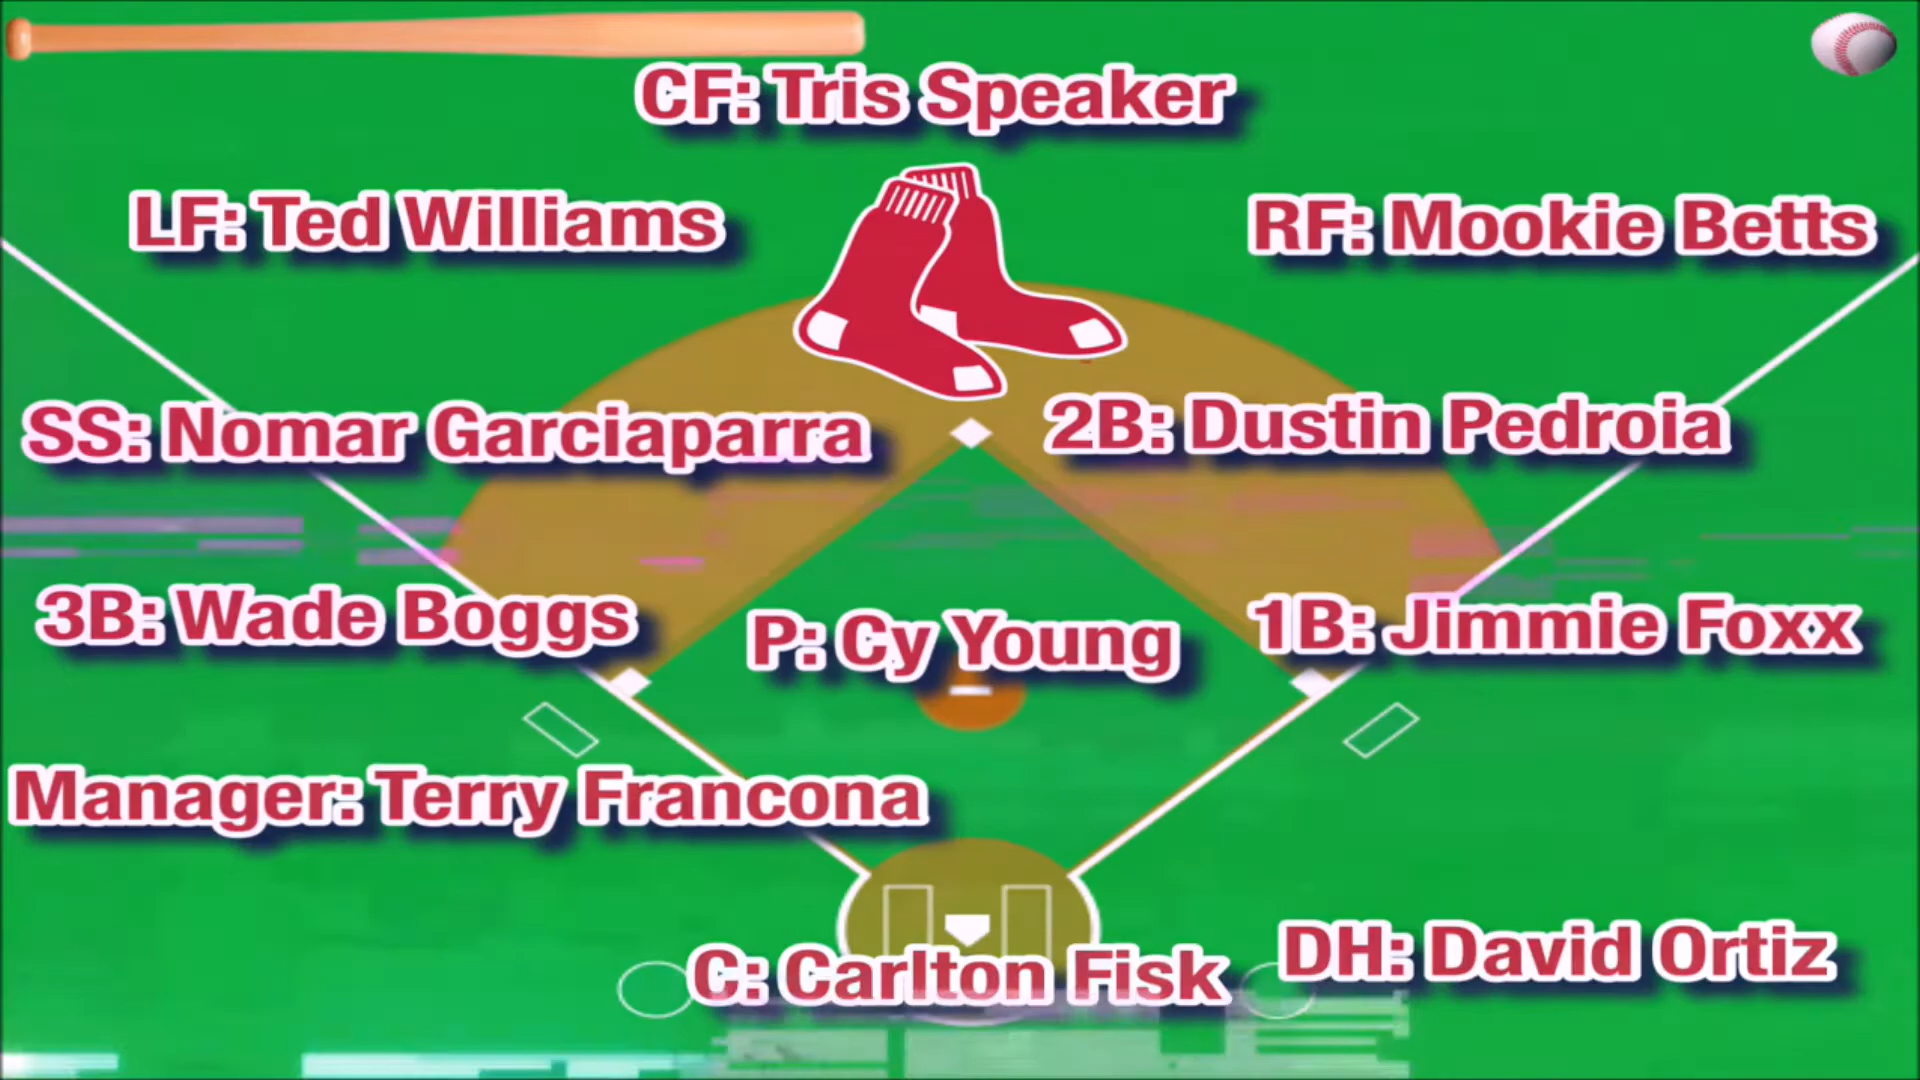 CF: Tris Speaker
LF: Ted Williams
RF: Mookie Betts
SS: Nomar Garciaparra
2B: Dustin Pedroia
3B: Wade Boggs
P: Cy Young
1B: Jimmie Foxx
Manager: Terry Francona
C: Carlton Fisk
DH: David Ortiz